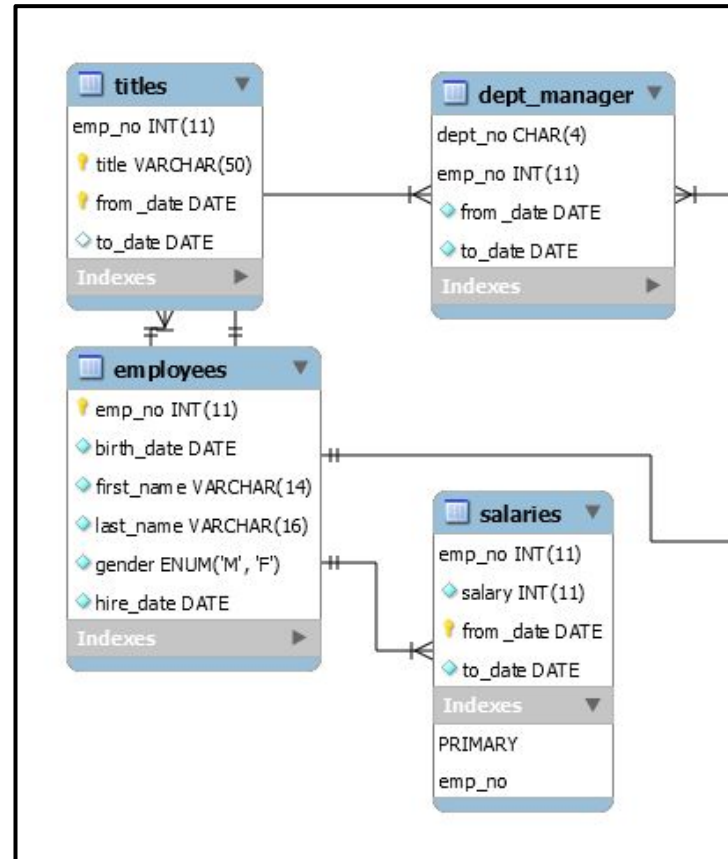 titles
emp_no INT(11)
title VARCHAR(50)
from_date DATE
to_date DATE
Indexes
dept_manager
dept_no CHAR(4)
emp_no INT(11)
from_date DATE
to_date DATE
Indexes
employees
emp_no INT(11)
birth_date DATE
first_name VARCHAR(14)
last_name VARCHAR(16)
gender ENUM('M', 'F')
hire_date DATE
Indexes
salaries
emp_no INT(11)
salary INT(11)
from_date DATE
to_date DATE
Indexes
PRIMARY
emp_no